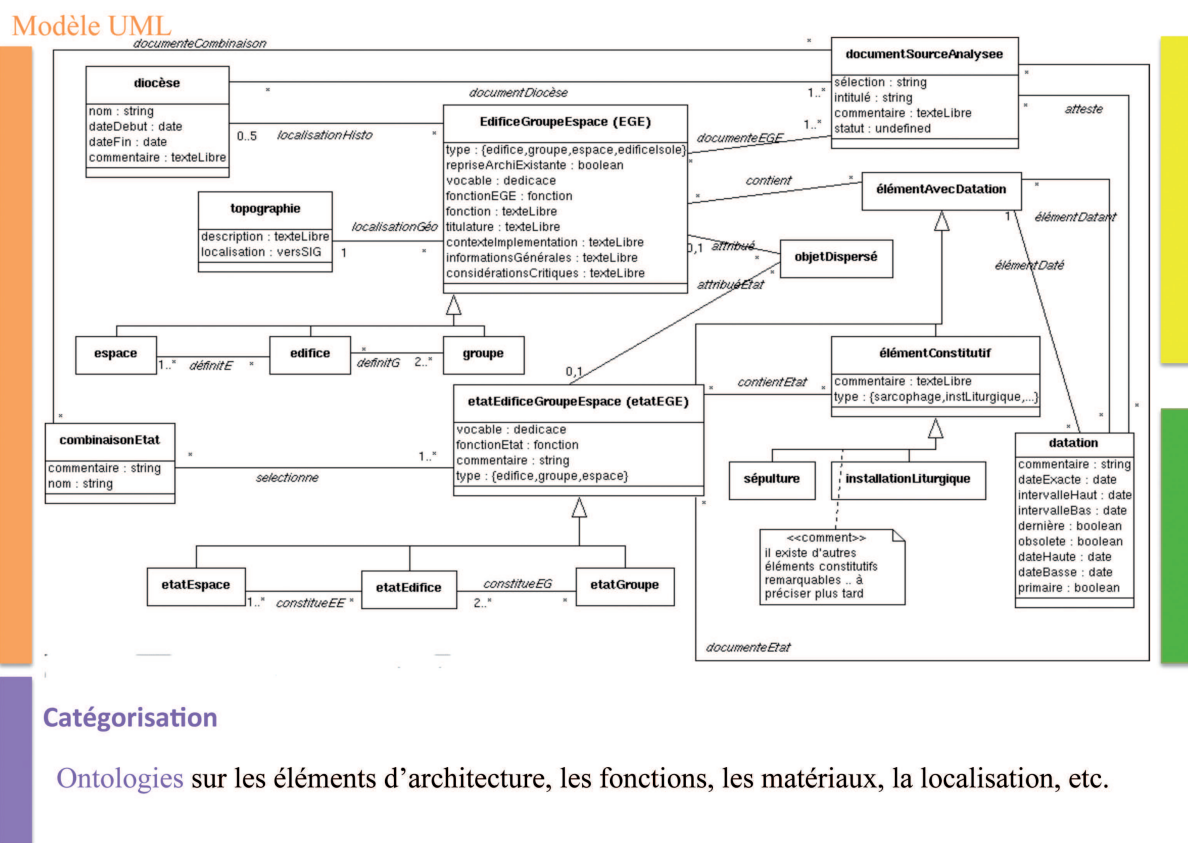 Modèle UML
documenteCombinaison
*
documentSourceAnalysee
sélection : string
intitulé : string
commentaire : texteLibre
statut : undefined
diocèse
nom : string
dateDebut : date
dateFin : date
commentaire : texteLibre
*
documentDiocèse
1..*
*
*
atteste
0..5
localisationHisto
*
EdificeGroupeEspace (EGE)
type : {edifice,groupe,espace,edificeIsole}
repriseArchiExistante : boolean
vocable : dedicace
fonctionEGE : fonction
fonction : texteLibre
titulature : texteLibre
contexteImplementation : texteLibre
informationsGénérales : texteLibre
considérationsCritiques : texteLibre
documenteEGE
1..*
*
contient
*
*
élémentAvecDatation
*
1
élémentDatant
élémentDaté
topographie
description : texteLibre
localisation : versSIG
localisationGéo
1
*
0,1
attribué
*
objetDispersé
attribuéEtat
*
espace
1..*
définitE
*
edifice
*
definitG
2..*
groupe
0,1
élémentConstitutif
commentaire : texteLibre
type : {sarcophage,instLiturgique,...}
etatEdificeGroupeEspace (etatEGE)
vocable : dedicace
fonctionEtat : fonction
commentaire : string
type : {edifice,groupe,espace}
*
contientEtat
*
*
combinaisonEtat
commentaire : string
nom : string
*
selectionne
1..*
*
sépulture
installationLiturgique
*
*
*
datation
commentaire : string
dateExacte : date
intervalleHaut : date
intervalleBas : date
dernière : boolean
obsolete : boolean
dateHaute : date
dateBasse : date
primaire : boolean
<<comment>>
il existe d'autres
éléments constitutifs
remarquables .. à
préciser plus tard
etatEspace
1..*
constitueEE
*
etatEdifice
constitueEG
2..*
*
etatGroupe
documenteEtat
Catégorisation
Ontologies sur les éléments d’architecture, les fonctions, les matériaux, la localisation, etc.